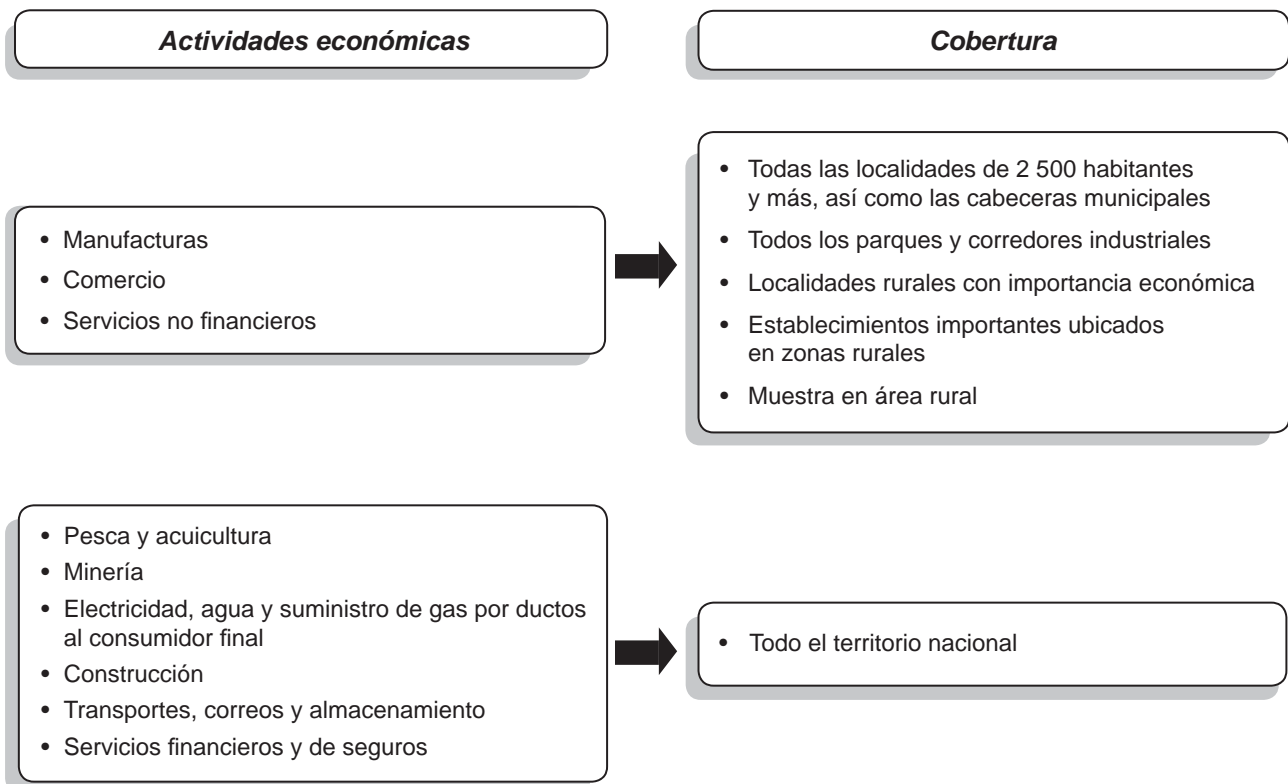 Actividades económicas
Cobertura
• Manufacturas
• Comercio
• Servicios no financieros
• Todas las localidades de 2 500 habitantes
y más, así como las cabeceras municipales
• Todos los parques y corredores industriales
• Localidades rurales con importancia económica
• Establecimientos importantes ubicados
en zonas rurales
• Muestra en área rural
• Pesca y acuicultura
• Minería
• Electricidad, agua y suministro de gas por ductos
al consumidor final
• Construcción
• Transportes, correos y almacenamiento
• Servicios financieros y de seguros
• Todo el territorio nacional